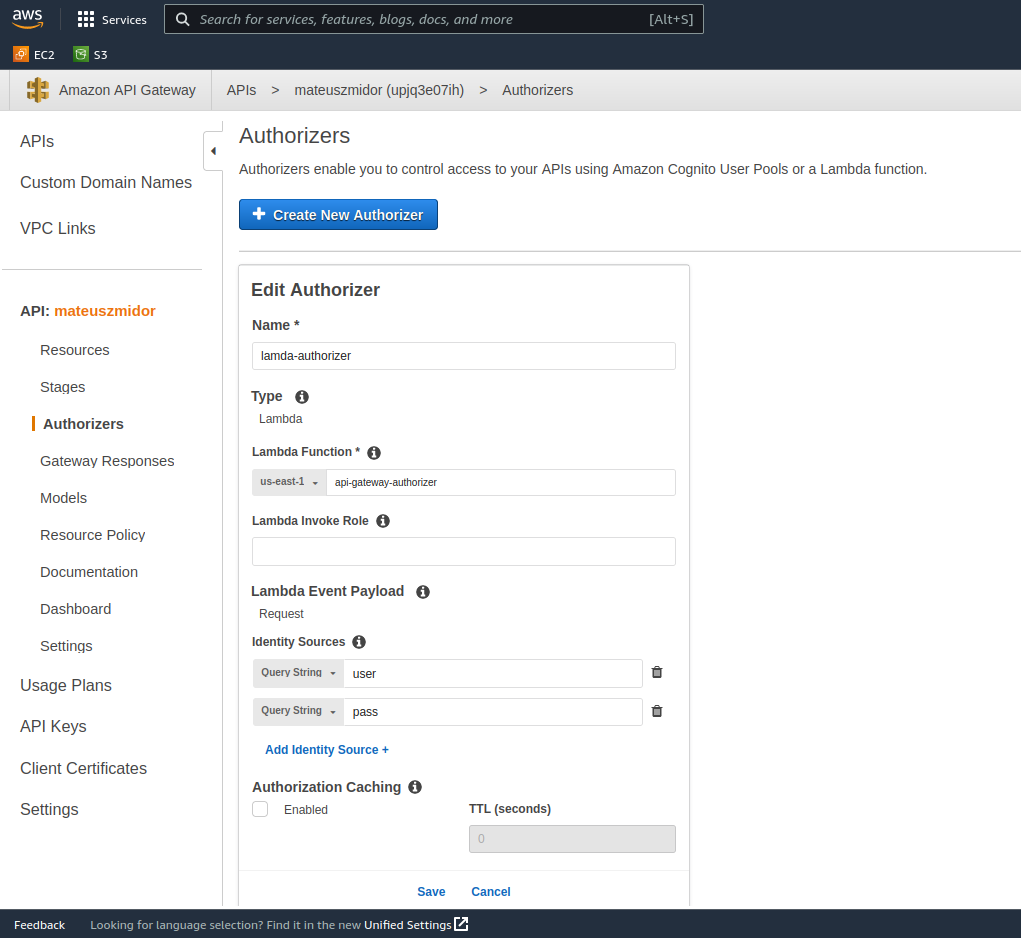 aws
Services
Search for services, features, blogs, docs, and more [Alt+S]
EC2 S3
Amazon API Gateway APIs > mateuszmidor (upjq3e07ih) > Authorizers
APIs
Custom Domain Names
VPC Links
API: mateuszmidor
Resources
Stages
Authorizers
Gateway Responses
Models
Resource Policy
Documentation
Dashboard
Settings
Usage Plans
API Keys
Client Certificates
Settings
Authorizers
Authorizers enable you to control access to your APIs using Amazon Cognito User Pools or a Lambda function.
Create New Authorizer
Edit Authorizer
Name *
lamda-authorizer
Type
Lambda
Lambda Function *
us-east-1 api-gateway-authorizer
Lambda Invoke Role
Lambda Event Payload
Request
Identity Sources
Query String user
Query String pass
Add Identity Source +
Authorization Caching
Enabled TTL (seconds)
0
Save Cancel
Feedback Looking for language selection? Find it in the new Unified Settings